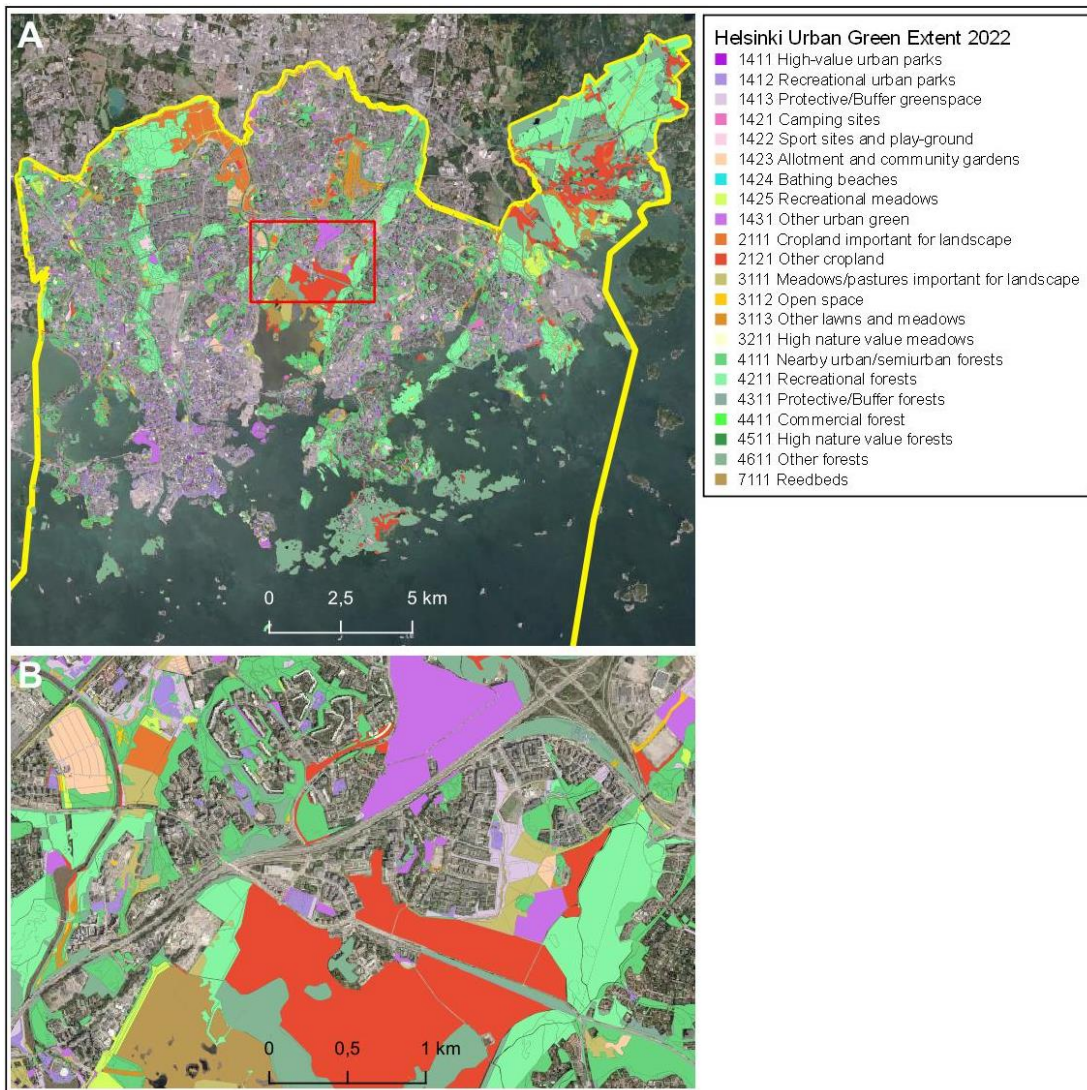 A
0 2,5 5 km
Helsinki Urban Green Extent 2022
1411 High-value urban parks
1412 Recreational urban parks
1413 Protective/Buffer greenspace
1421 Camping sites
1422 Sport sites and play-ground
1423 Allotment and community gardens
1424 Bathing beaches
1425 Recreational meadows
1431 Other urban green
2111 Cropland important for landscape
2121 Other cropland
3111 Meadows/pastures important for landscape
3112 Open space
3113 Other lawns and meadows
3211 High nature value meadows
4111 Nearby urban/semiurban forests
4211 Recreational forests
4311 Protective/Buffer forests
4411 Commercial forest
4511 High nature value forests
4611 Other forests
7111 Reedbeds
B
0 0,5 1 km